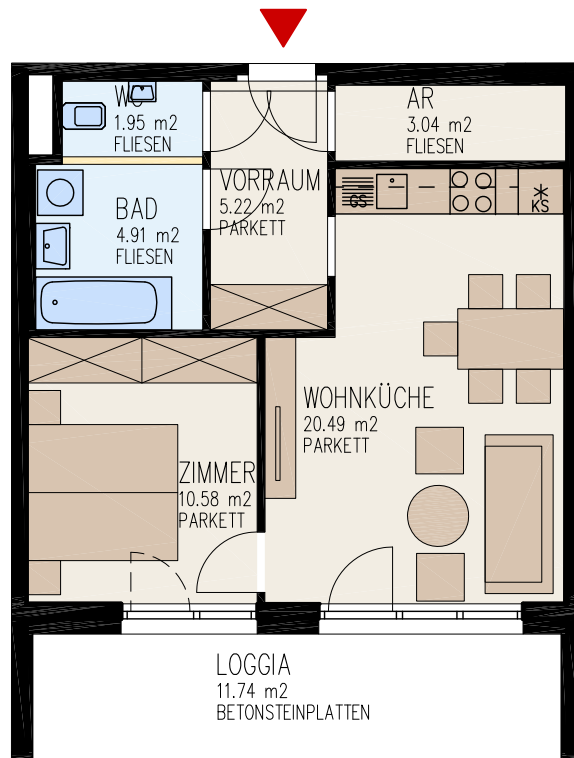 WC
1.95 m2
FLIESEN
AR
3.04 m2
FLIESEN
VORRAUM
5.22 m2
PARKETT
BAD
4.91 m2
FLIESEN
GS
KS
WOHNKÜCHE
20.49 m2
PARKETT
ZIMMER
10.58 m2
PARKETT
LOGGIA
11.74 m2
BETONSTEINPLATTEN